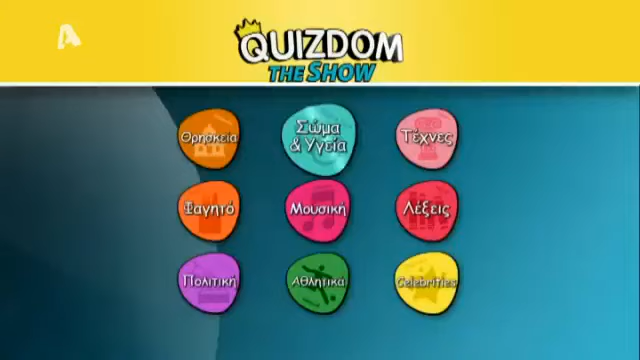 QUIZDOM
THE SHOW
Θρησκεία
Σώμα
& Υγεία
Τέχνες
Φαγητό
Μουσική
Λέξεις
Πολιτική
Αθλητικά
Celebrities